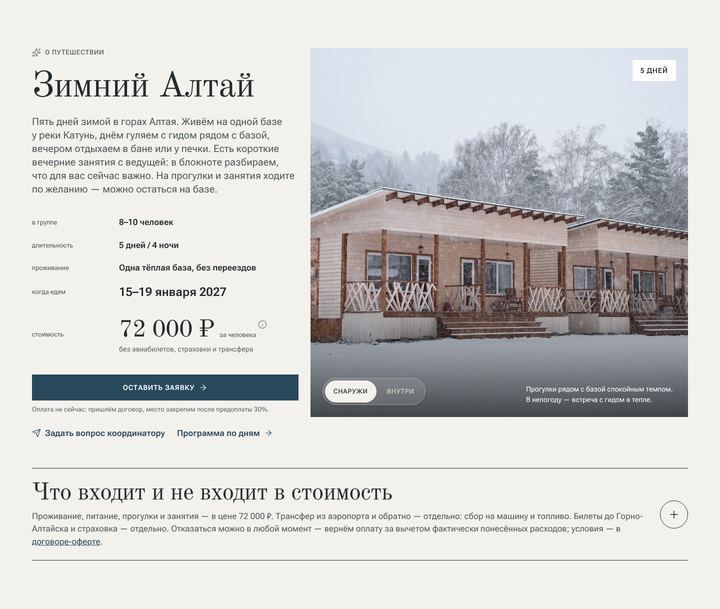 О ПУТЕШЕСТВИИ
Зимний Алтай
Пять дней зимой в горах Алтая. Живём на одной базе
у реки Катунь, днём гуляем с гидом рядом с базой,
вечером отдыхаем в бане или у печки. Есть короткие
вечерние занятия с ведущей: в блокноте разбираем,
что для вас сейчас важно. На прогулки и занятия ходите
по желанию — можно остаться на базе.
в группе 8–10 человек
длительность 5 дней / 4 ночи
проживание Одна тёплая база, без переездов
когда едем 15–19 января 2027
стоимость 72 000 ₽ за человека
без авиабилетов, страховки и трансфера
ОСТАВИТЬ ЗАЯВКУ →
Оплата не сейчас: пришлём договор, место закрепим после предоплаты 30%.
Задать вопрос координатору Программа по дням →
5 ДНЕЙ
СНАРУЖИ ВНУТРИ
Прогулки рядом с базой спокойным темпом.
В непогоду — встреча с гидом в тепле.
Что входит и не входит в стоимость
Проживание, питание, прогулки и занятия — в цене 72 000 ₽. Трансфер из аэропорта и обратно — отдельно: сбор на машину и топливо. Билеты до Горно-
Алтайска и страховка — отдельно. Отказаться можно в любой момент — вернём оплату за вычетом фактически понесённых расходов; условия — в
договоре-оферте.